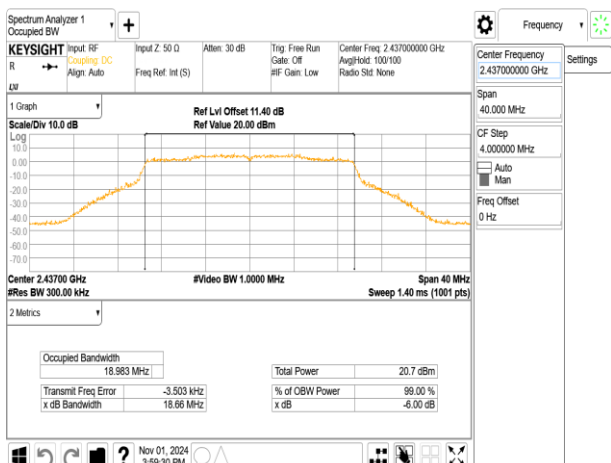 Spectrum Analyzer 1
Occupied BW
+
Frequency
KEYSIGHT
R
LXI
Input: RF
Coupling: DC
Align: Auto
Input Z: 50 Ω
Freq Ref: Int (S)
Atten: 30 dB
Trig: Free Run
Gate: Off
#IF Gain: Low
Center Freq: 2.437000000 GHz
Avg|Hold: 100/100
Radio Std: None
Center Frequency
2.437000000 GHz
Settings
Span
40.000 MHz
CF Step
4.000000 MHz
Auto
Man
Freq Offset
0 Hz
1 Graph
Scale/Div 10.0 dB
Ref Lvl Offset 11.40 dB
Ref Value 20.00 dBm
Log
10.0
0.00
-10.0
-20.0
-30.0
-40.0
-50.0
-60.0
-70.0
Center 2.43700 GHz
#Res BW 300.00 kHz
#Video BW 1.0000 MHz
Span 40 MHz
Sweep 1.40 ms (1001 pts)
2 Metrics
Occupied Bandwidth
18.983 MHz
Transmit Freq Error -3.503 kHz
x dB Bandwidth 18.66 MHz
Total Power 20.7 dBm
% of OBW Power 99.00 %
x dB -6.00 dB
?
Nov 01, 2024
3:59:30 PM